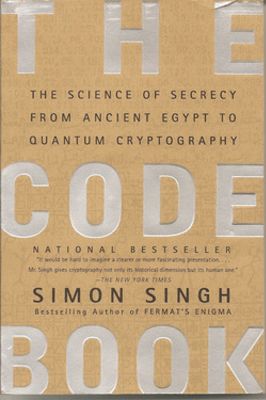 THE
THE SCIENCE OF SECRECY
FROM ANCIENT EGYPT TO
QUANTUM CRYPTOGRAPHY
CODE
NATIONAL BESTSELLER
"It would be hard to imagine a clearer or more fascinating presentation. . . .
Mr. Singh gives cryptography not only its historical dimension but its human one."
—THE NEW YORK TIMES
SIMON SINGH
Bestselling Author of FERMAT'S ENIGMA
BOOK